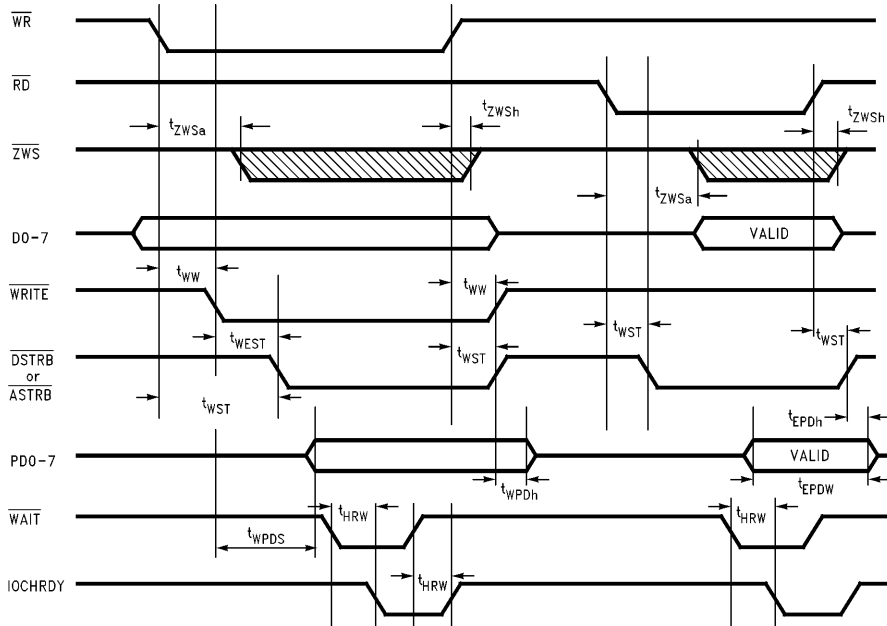 WR
RD
tZWSa
tZWSh
tZWSh
ZWS
tZWSa
D0-7
VALID
tWW
tWW
WRITE
tWEST
tWST
tWST
tWST
DSTRB
or
ASTRB
tWST
tEPDh
PD0-7
VALID
tWPDh
tEPDW
WAIT
tHRW
tHRW
tWPDS
IOCHRDY
tHRW